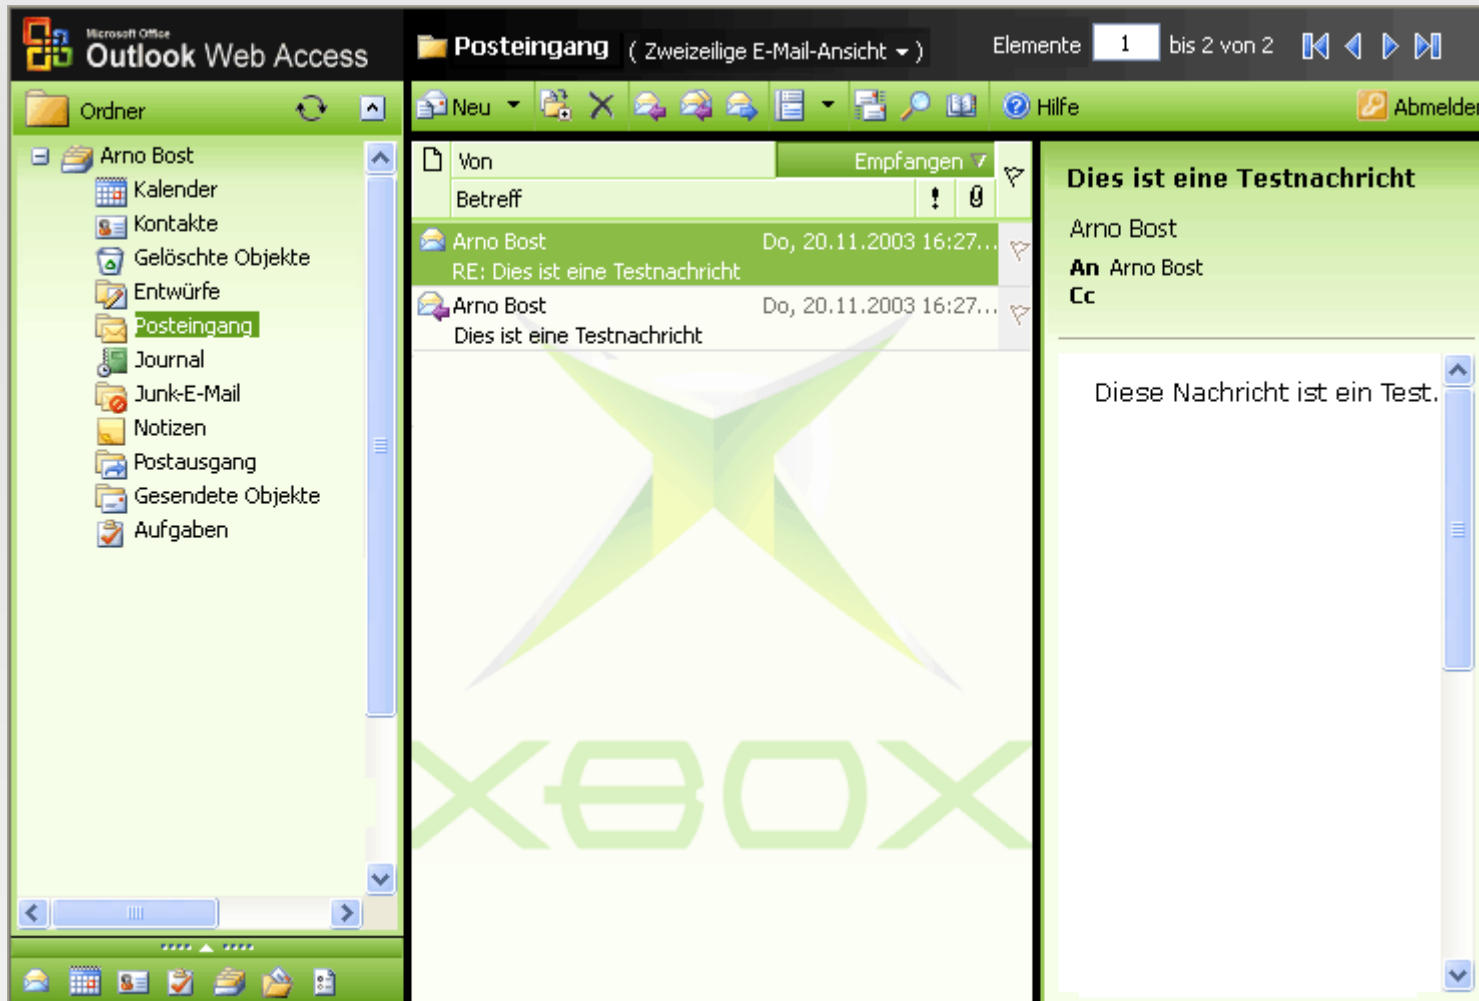 Microsoft Office
Outlook Web Access
Posteingang ( Zweizeilige E-Mail-Ansicht )
Elemente 1 bis 2 von 2
Ordner
Neu
Hilfe
Abmelden
Arno Bost
Kalender
Kontakte
Gelöschte Objekte
Entwürfe
Posteingang
Journal
Junk-E-Mail
Notizen
Postausgang
Gesendete Objekte
Aufgaben
Von Empfangen
Betreff
Arno Bost Do, 20.11.2003 16:27...
RE: Dies ist eine Testnachricht
Arno Bost Do, 20.11.2003 16:27...
Dies ist eine Testnachricht
XBOX
Dies ist eine Testnachricht
Arno Bost
An Arno Bost
Cc
Diese Nachricht ist ein Test.